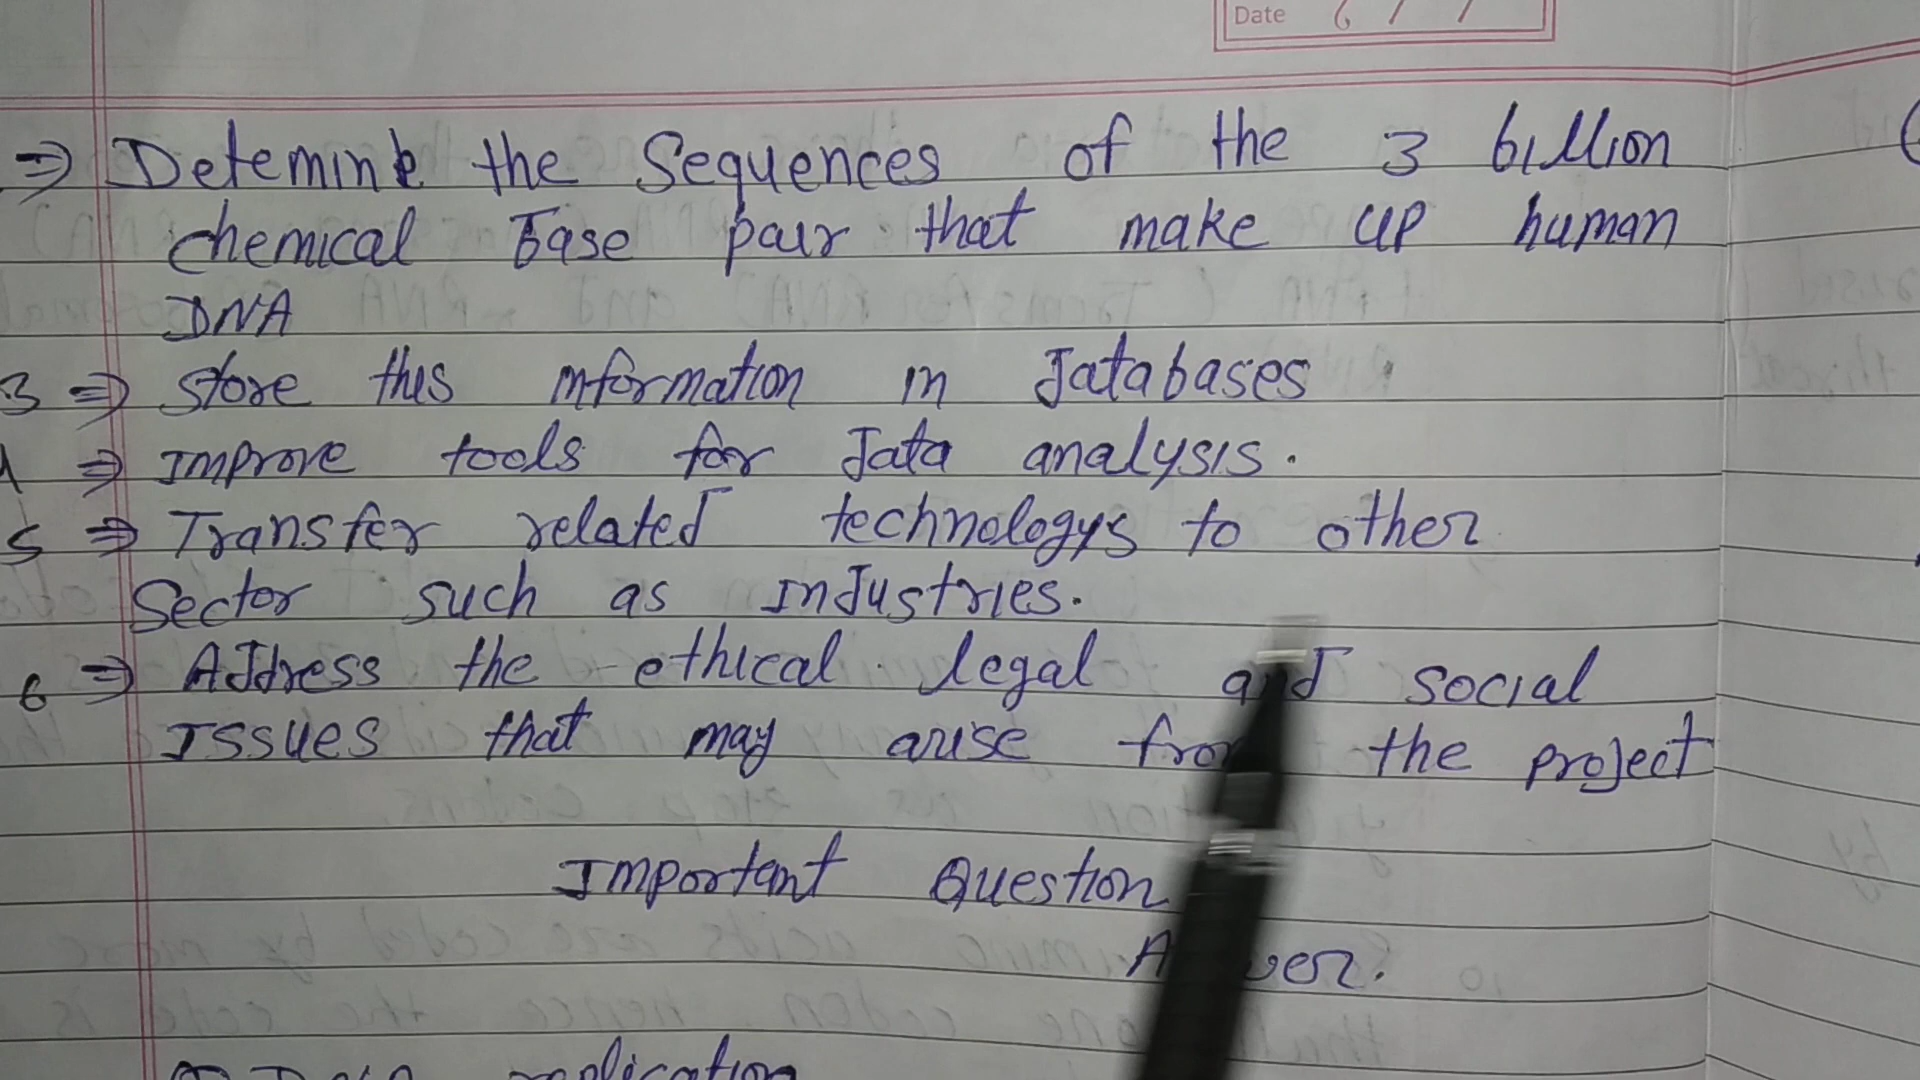 Date 6 / /
⇒ Detemine the Sequences of the 3 billion
chemical Base pair that make up human
DNA
3 ⇒ Store this information in Databases
⇒ Improve tools for Data analysis.
5 ⇒ Transfer related technologys to other
Sector such as Industries.
6 ⇒ Address the ethical legal and social
Issues that may arise the project
Important Question
replication